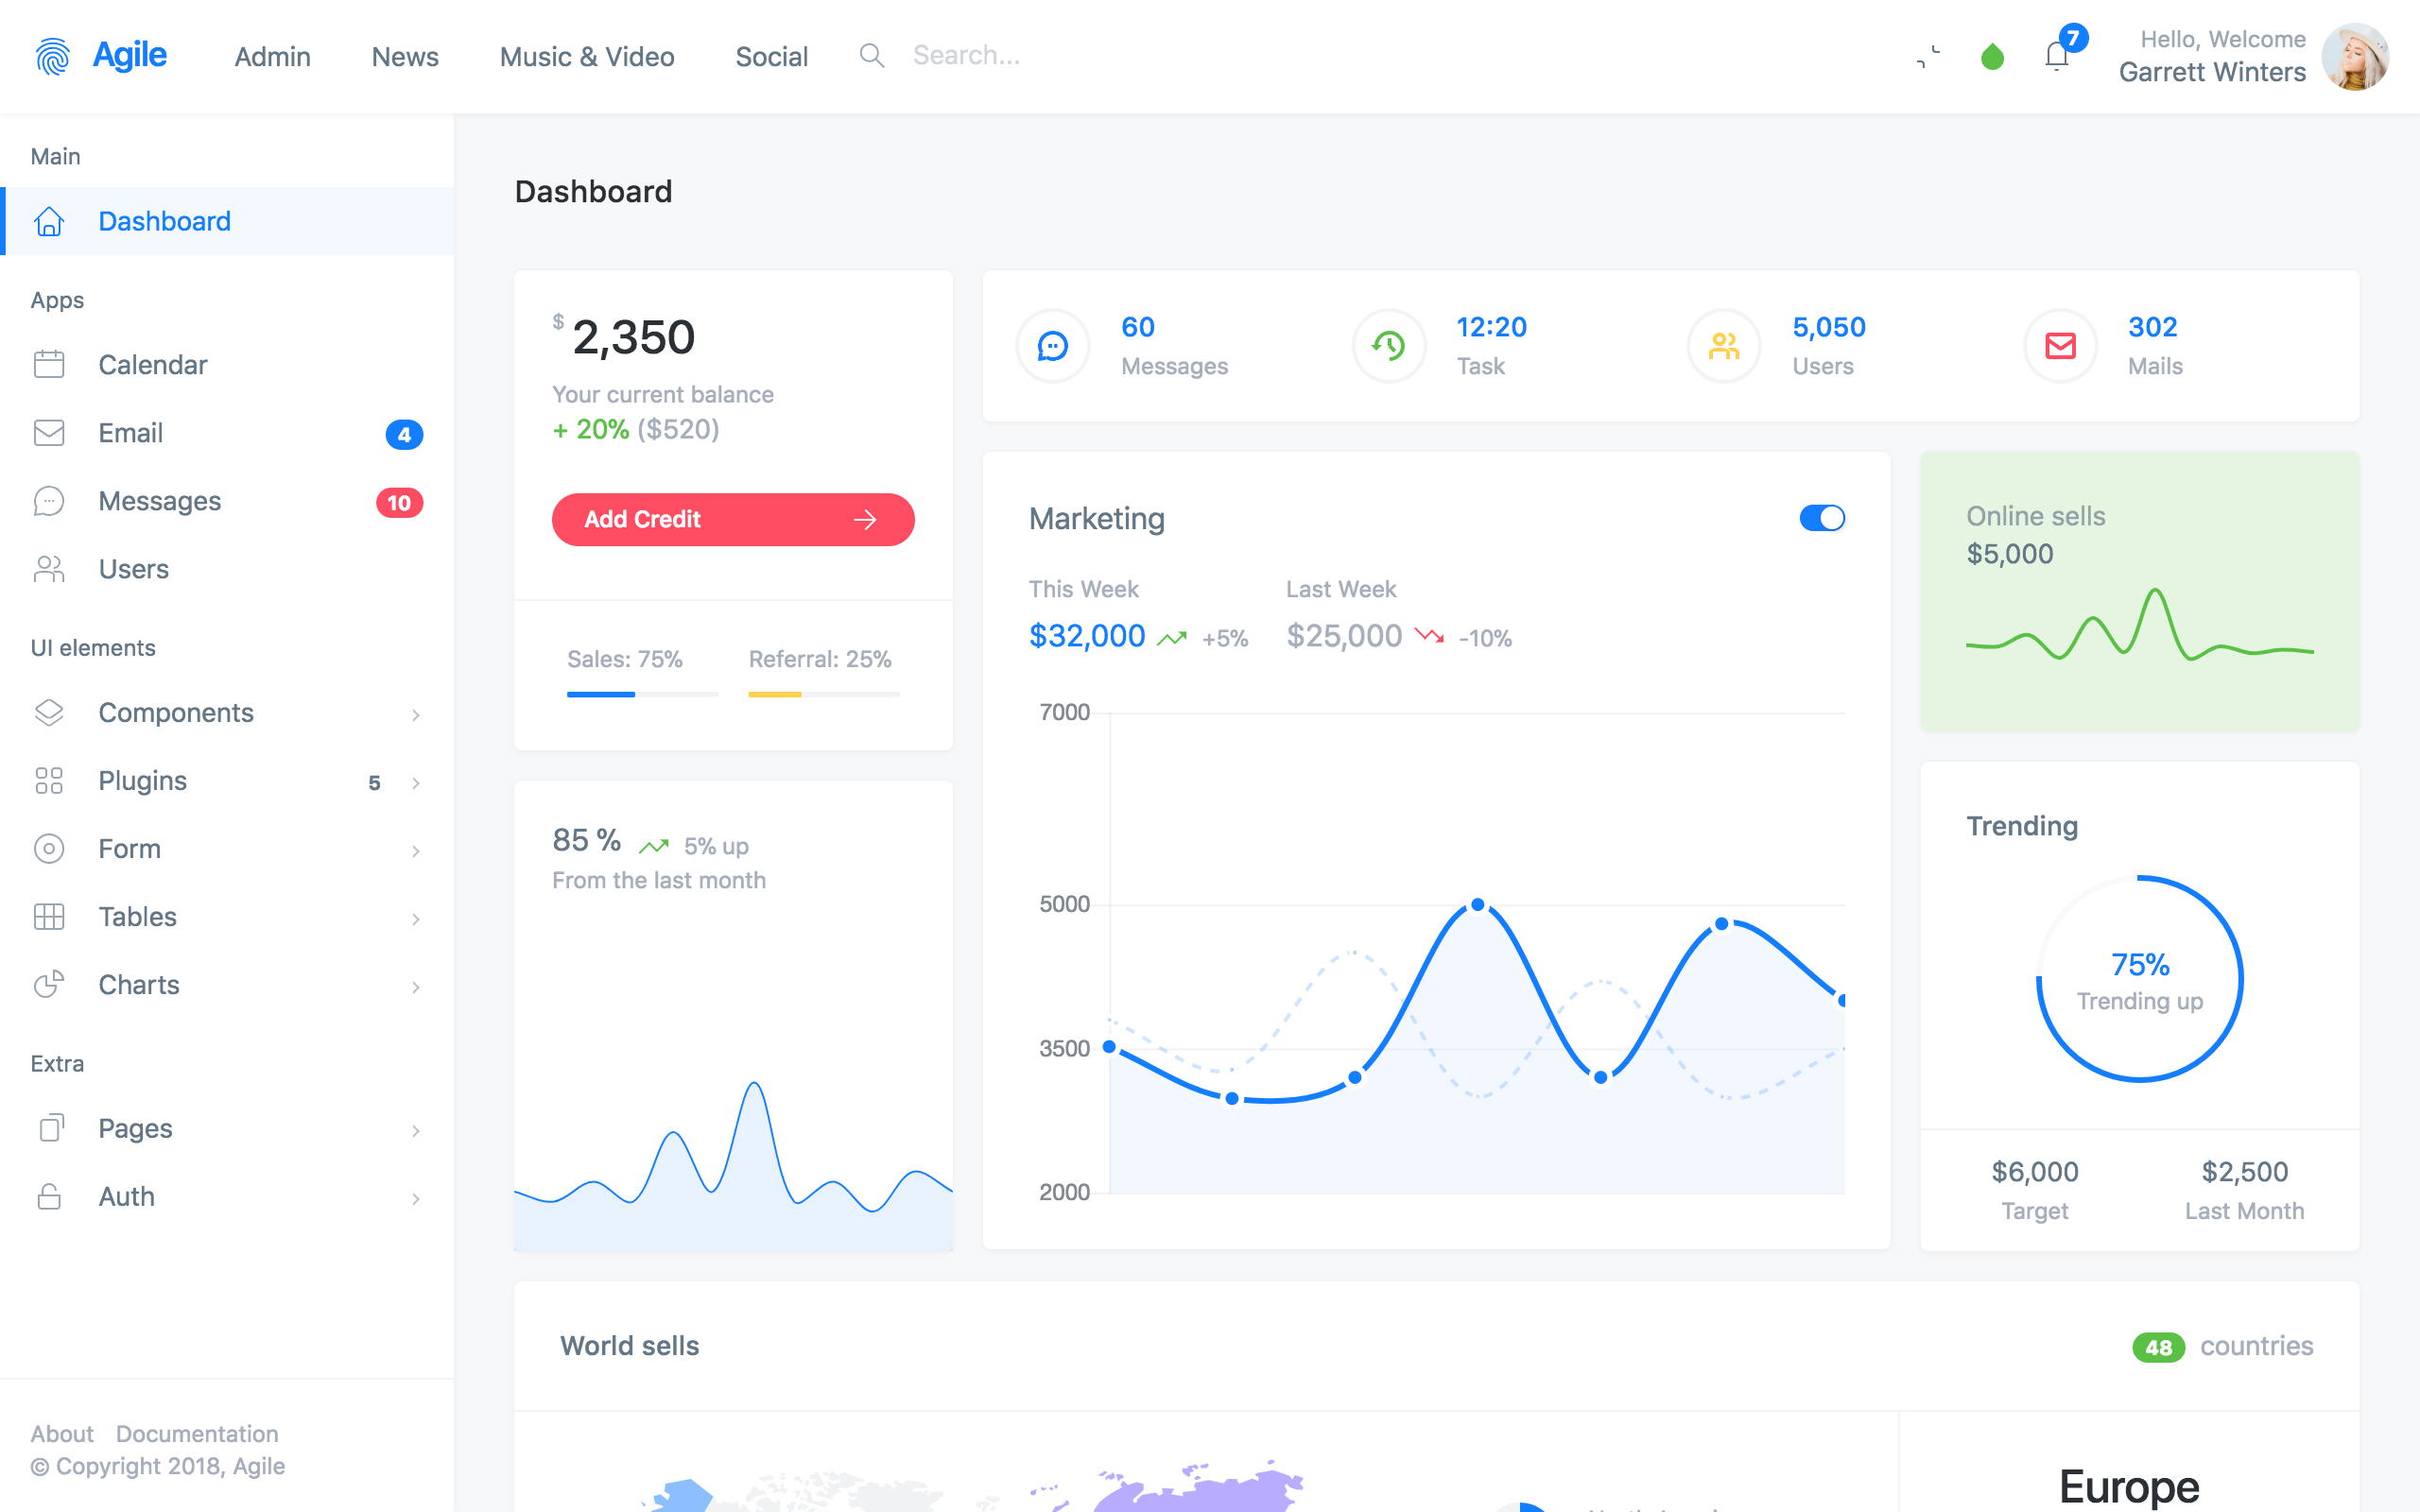 Agile
Admin
News
Music & Video
Social
Search...
7
Hello, Welcome
Garrett Winters
Main
Dashboard
Apps
Calendar
Email
4
Messages
10
Users
UI elements
Components
Plugins
5
Form
Tables
Charts
Extra
Pages
Auth
About Documentation
© Copyright 2018, Agile
Dashboard
$ 2,350
Your current balance
+ 20% ($520)
Add Credit
Sales: 75%
Referral: 25%
85 % 5% up
From the last month
60
Messages
12:20
Task
5,050
Users
302
Mails
Marketing
This Week
$32,000 +5%
Last Week
$25,000 -10%
7000
5000
3500
2000
Online sells
$5,000
Trending
75%
Trending up
$6,000
Target
$2,500
Last Month
World sells
48 countries
Europe